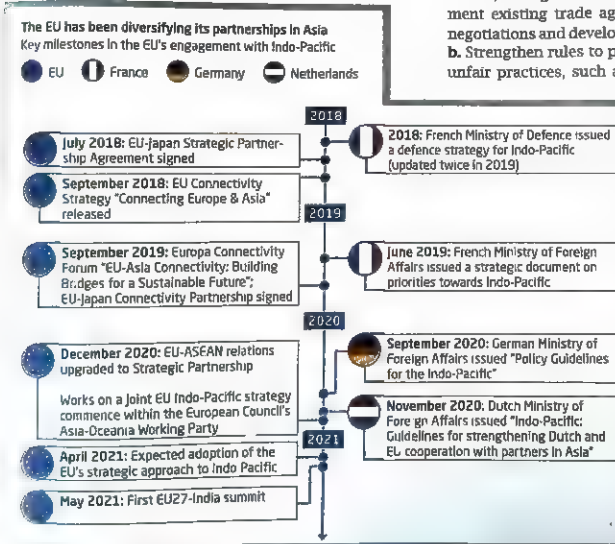 ment existing trade ag
negotiations and develo
b. Strengthen rules to p
unfair practices, such a
The EU has been diversifying its partnerships in Asia
Key milestones in the EU's engagement with Indo-Pacific
EU France Germany Netherlands
2018
July 2018: EU-Japan Strategic Partner-
ship Agreement signed
2018: French Ministry of Defence issued
a defence strategy for Indo-Pacific
(updated twice in 2019)
September 2018: EU Connectivity
Strategy "Connecting Europe & Asia"
released
2019
September 2019: Europa Connectivity
Forum "EU-Asia Connectivity: Building
Bridges for a Sustainable Future";
EU-Japan Connectivity Partnership signed
June 2019: French Ministry of Foreign
Affairs issued a strategic document on
priorities towards Indo-Pacific
2020
December 2020: EU-ASEAN relations
upgraded to Strategic Partnership
Works on a Joint EU Indo-Pacific strategy
commence within the European Council's
Asia-Oceania Working Party
September 2020: German Ministry of
Foreign Affairs issued "Policy Guidelines
for the Indo-Pacific"
November 2020: Dutch Ministry of
Foreign Affairs issued "Indo-Pacific:
Guidelines for strengthening Dutch and
EU cooperation with partners in Asia"
2021
April 2021: Expected adoption of the
EU's strategic approach to Indo Pacific
May 2021: First EU27-India summit